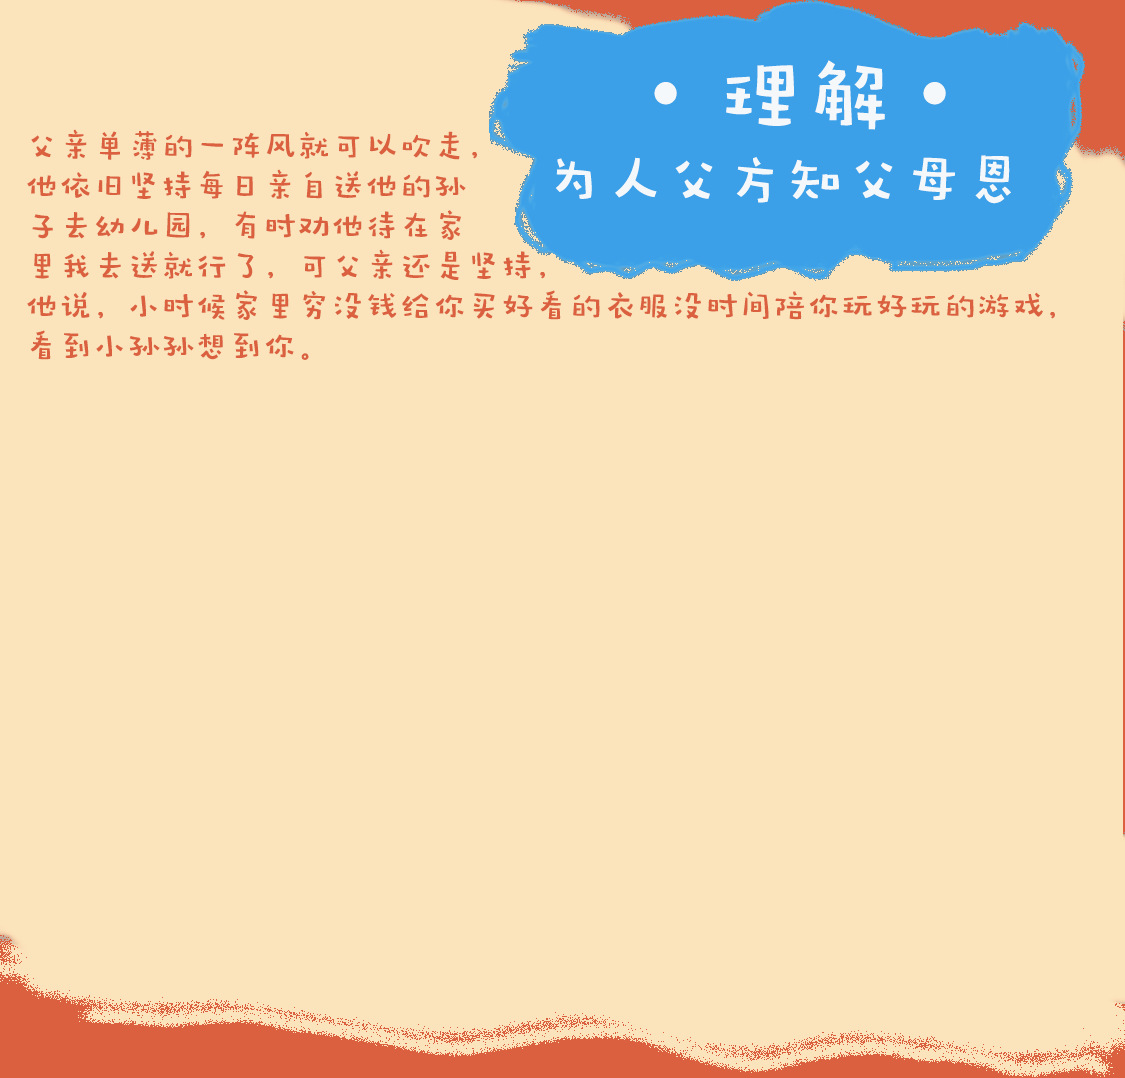 • 理解 •
为人父方知父母恩
父亲单薄的一阵风就可以吹走，
他依旧坚持每日亲自送他的孙
子去幼儿园，有时劝他待在家
里我去送就行了，可父亲还是坚持，
他说，小时候家里穷没钱给你买好看的衣服没时间陪你玩好玩的游戏，
看到小孙孙想到你。